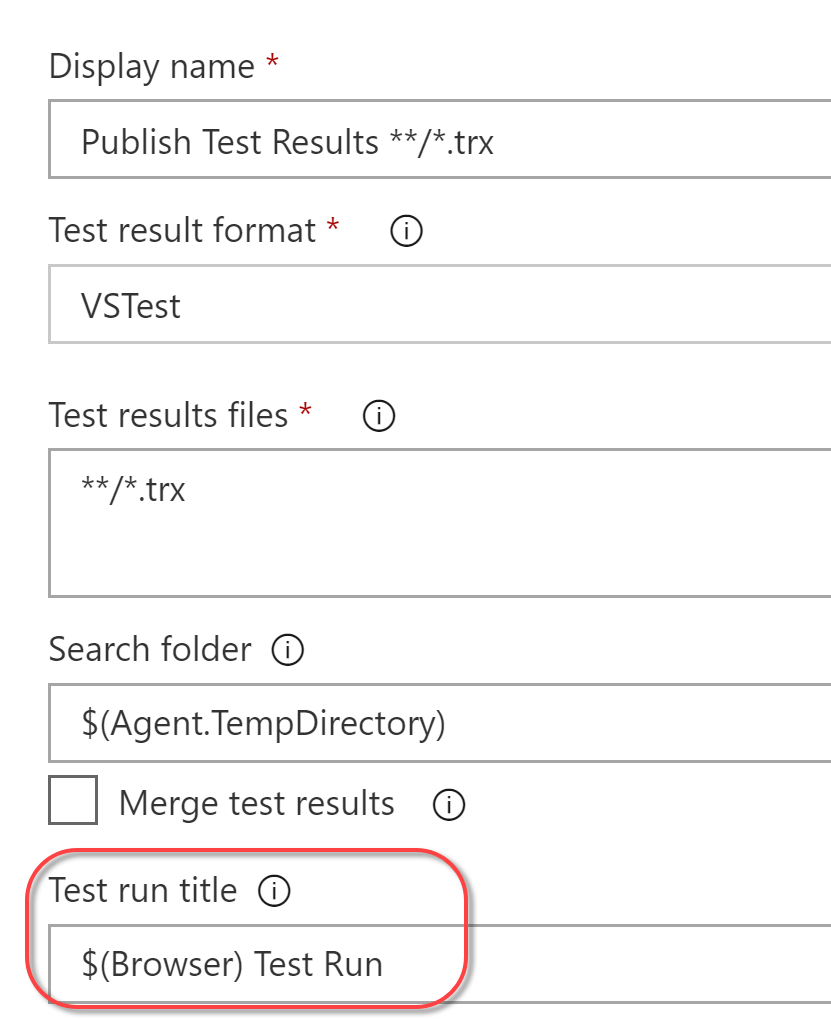 Display name *
Publish Test Results **/*.trx
Test result format * i
VSTest
Test results files * i
**/*.trx
Search folder i
$(Agent.TempDirectory)
Merge test results i
Test run title i
$(Browser) Test Run